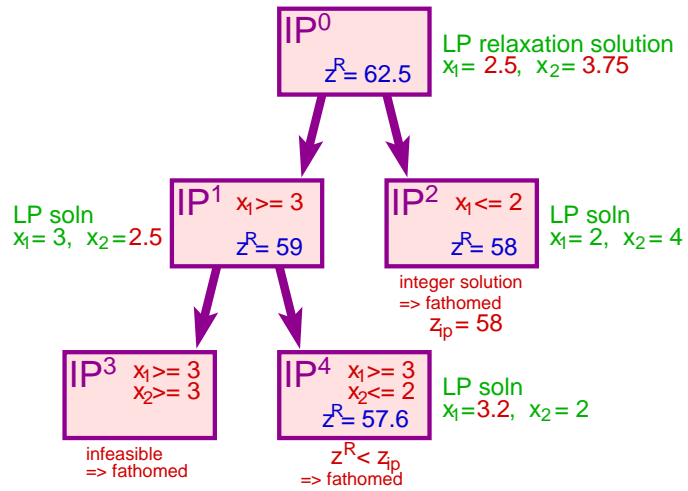 IP⁰
zᴿ= 62.5
LP relaxation solution
x₁= 2.5, x₂= 3.75
LP soln
x₁= 3, x₂=2.5
IP¹ x₁>= 3
zᴿ= 59
IP² x₁<= 2
zᴿ= 58
LP soln
x₁= 2, x₂= 4
integer solution
=> fathomed
zᵢₚ= 58
IP³ x₁>= 3
x₂>= 3
infeasible
=> fathomed
IP⁴ x₁>= 3
x₂<= 2
zᴿ= 57.6
LP soln
x₁=3.2, x₂= 2
zᴿ< zᵢₚ
=> fathomed